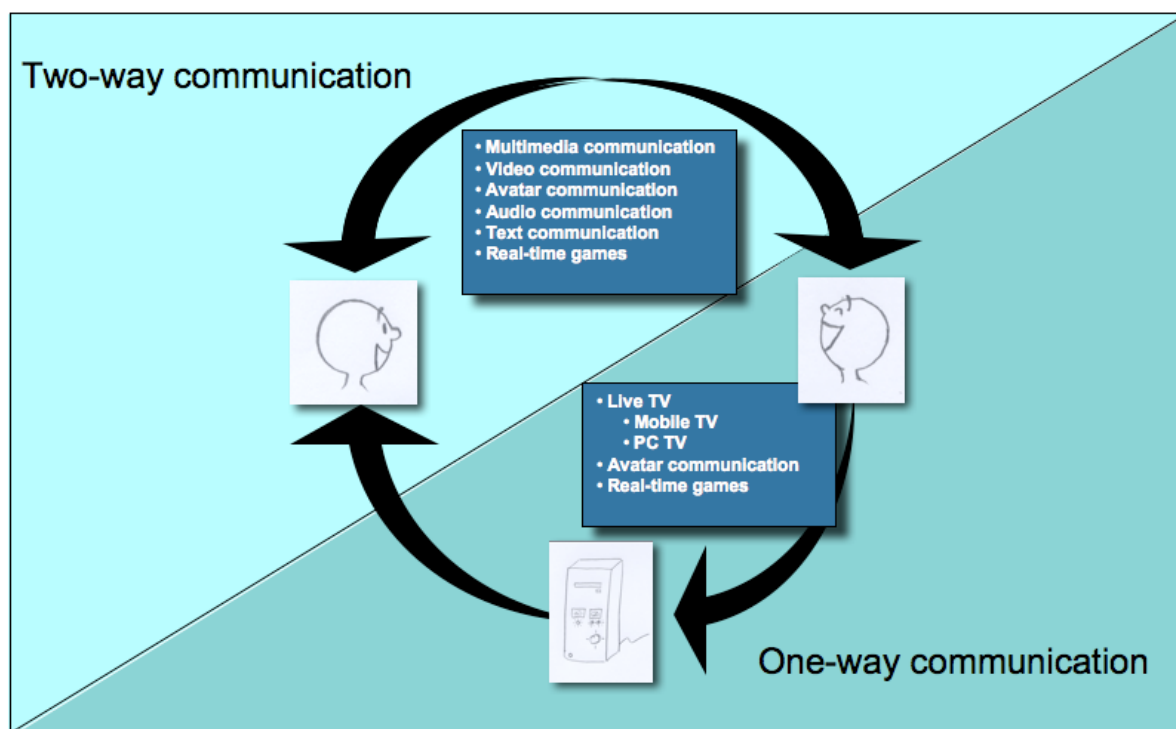 Two-way communication
• Multimedia communication
• Video communication
• Avatar communication
• Audio communication
• Text communication
• Real-time games
• Live TV
• Mobile TV
• PC TV
• Avatar communication
• Real-time games
One-way communication